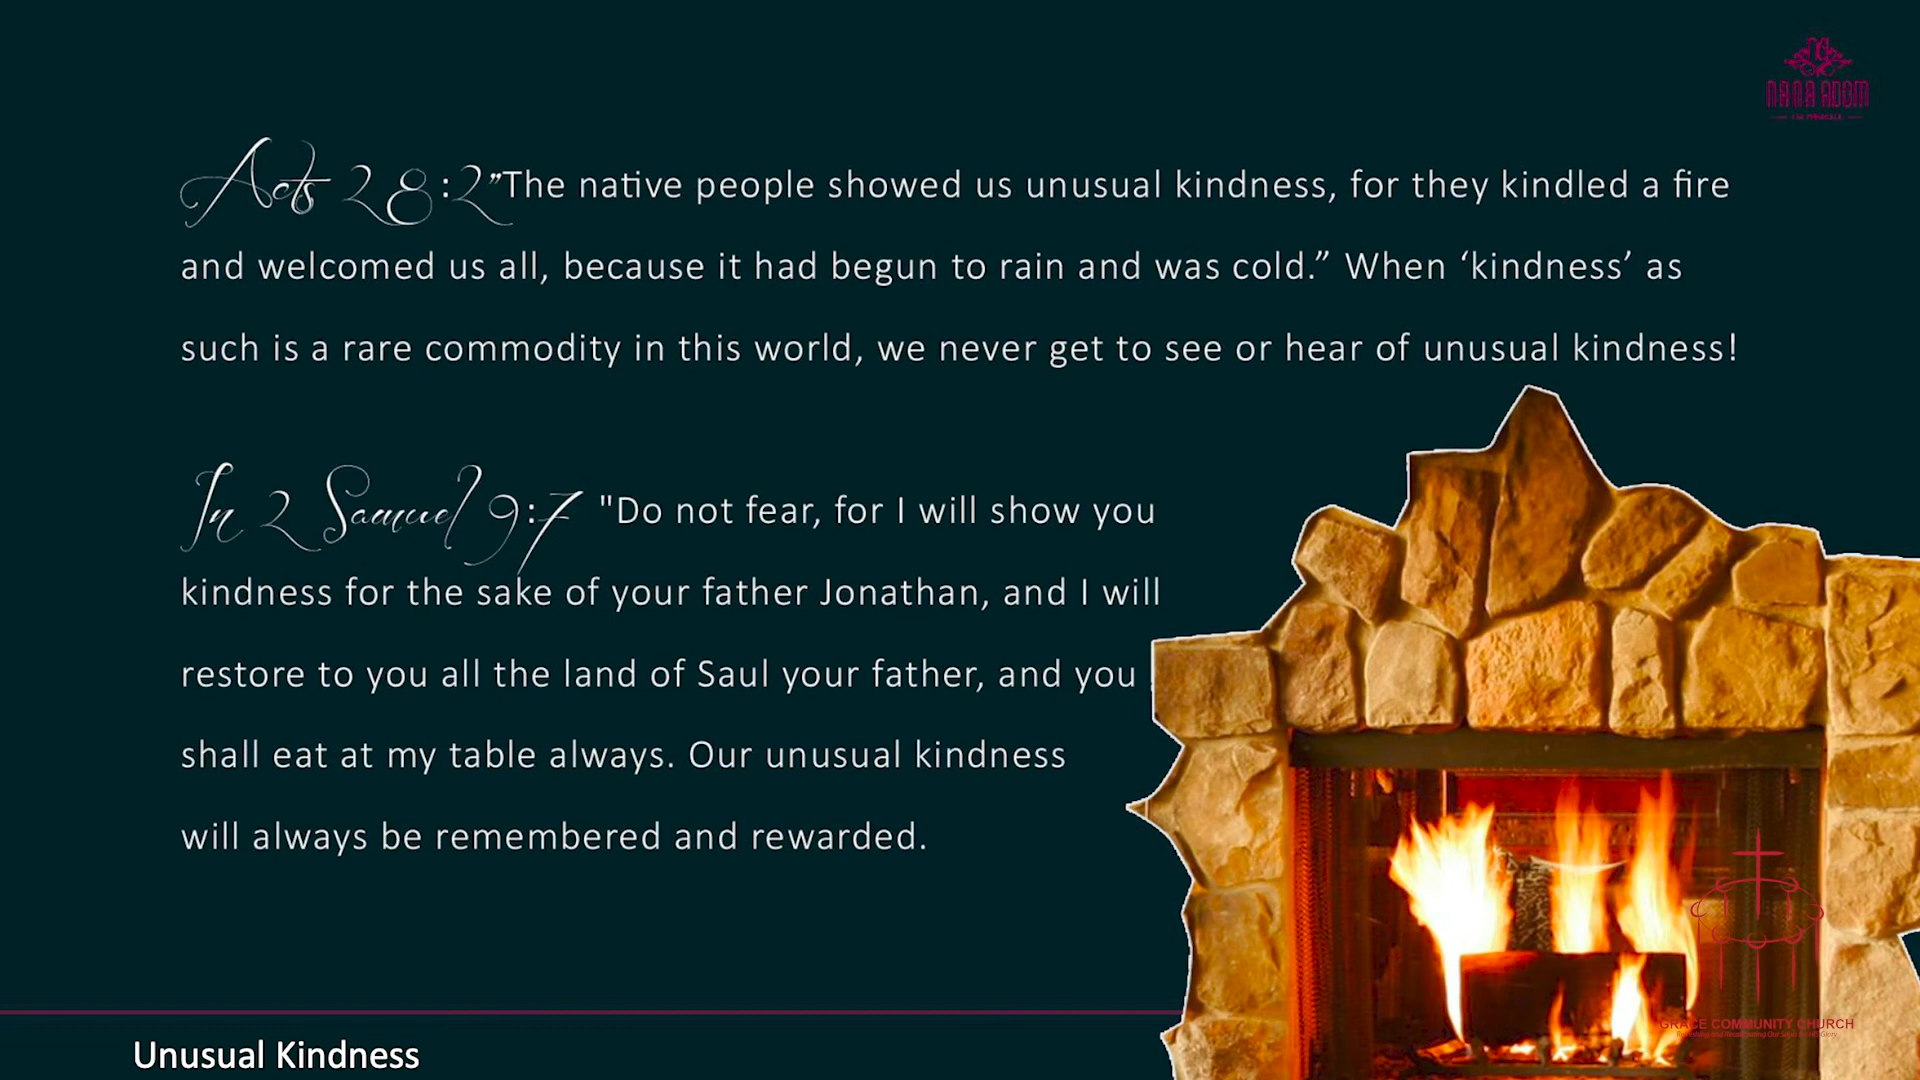 NANA ADOM
Acts 28:2"The native people showed us unusual kindness, for they kindled a fire
and welcomed us all, because it had begun to rain and was cold.” When ‘kindness’ as
such is a rare commodity in this world, we never get to see or hear of unusual kindness!
In 2 Samuel 9:7 "Do not fear, for I will show you
kindness for the sake of your father Jonathan, and I will
restore to you all the land of Saul your father, and you
shall eat at my table always. Our unusual kindness
will always be remembered and rewarded.
GRACE COMMUNITY CHURCH
Unusual Kindness